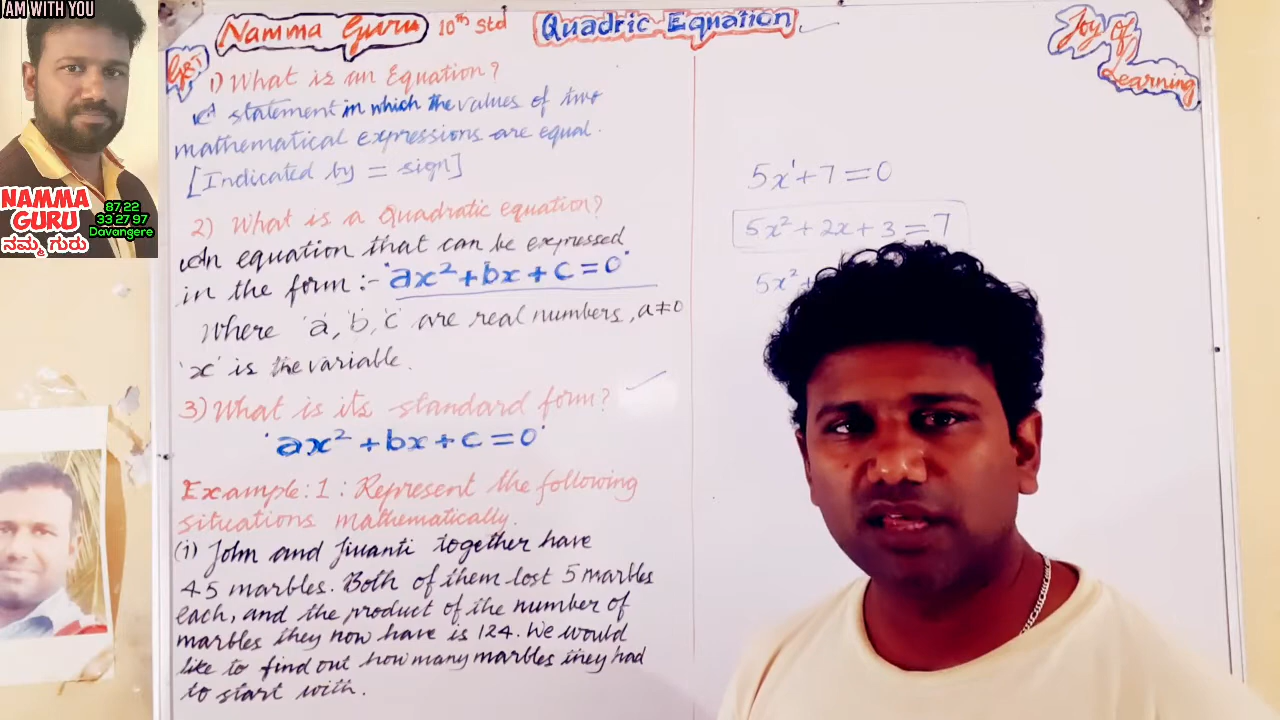 I AM WITH YOU
NAMMA
GURU
ನಮ್ಮ ಗುರು
87 22
33 27 97
Davangere
Namma Guru 10th Std Quadric Equation
GBJ
Joy Of
Learning
1) What is an Equation?
A statement in which the values of two
mathematical expressions are equal.
[Indicated by = sign]
2) What is a Quadratic equation?
An equation that can be expressed
in the form :- 'ax²+bx+c=0'
Where 'a', 'b', 'c' are real numbers, a≠0
'x' is the variable.
3) What is its standard form?
'ax²+bx+c=0'
Example: 1 : Represent the following
situations mathematically.
(i) John and Jivanti together have
45 marbles. Both of them lost 5 marbles
each, and the product of the number of
marbles they now have is 124. We would
like to find out how many marbles they had
to start with.
5x¹+7=0
5x²+2x+3=7
5x²+